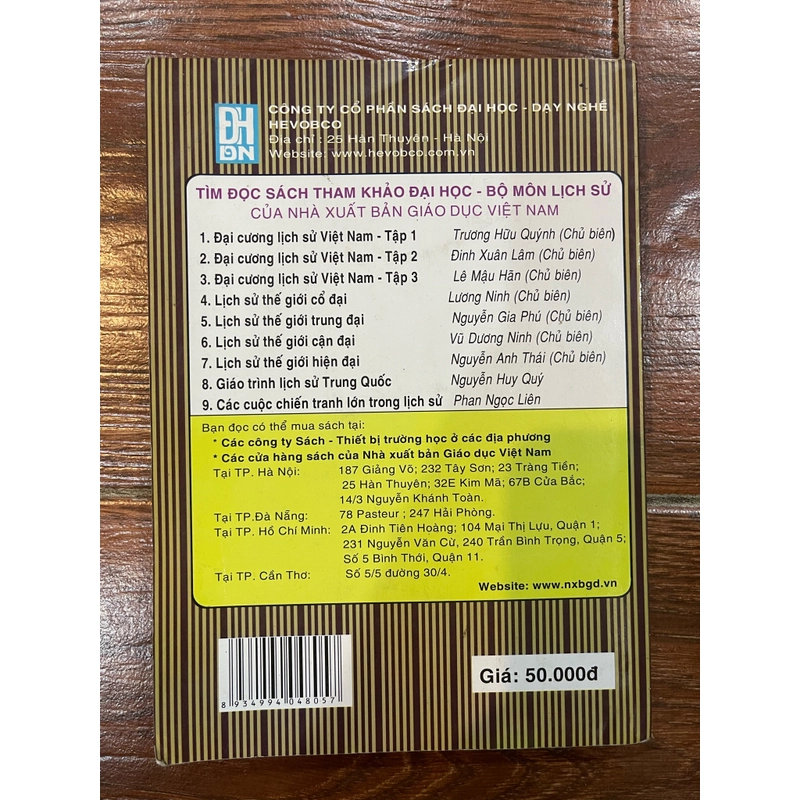 ĐH
DN
CÔNG TY CỔ PHẦN SÁCH ĐẠI HỌC - DẠY NGHỀ
HEVOBCO
Địa chỉ : 25 Hàn Thuyên - Hà Nội
Website: www.hevobco.com.vn
TÌM ĐỌC SÁCH THAM KHẢO ĐẠI HỌC - BỘ MÔN LỊCH SỬ
CỦA NHÀ XUẤT BẢN GIÁO DỤC VIỆT NAM
1. Đại cương lịch sử Việt Nam - Tập 1 Trương Hữu Quýnh (Chủ biên)
2. Đại cương lịch sử Việt Nam - Tập 2 Đinh Xuân Lâm (Chủ biên)
3. Đại cương lịch sử Việt Nam - Tập 3 Lê Mậu Hãn (Chủ biên)
4. Lịch sử thế giới cổ đại Lương Ninh (Chủ biên)
5. Lịch sử thế giới trung đại Nguyễn Gia Phú (Chủ biên)
6. Lịch sử thế giới cận đại Vũ Dương Ninh (Chủ biên)
7. Lịch sử thế giới hiện đại Nguyễn Anh Thái (Chủ biên)
8. Giáo trình lịch sử Trung Quốc Nguyễn Huy Quý
9. Các cuộc chiến tranh lớn trong lịch sử Phan Ngọc Liên
Bạn đọc có thể mua sách tại:
* Các công ty Sách - Thiết bị trường học ở các địa phương
* Các cửa hàng sách của Nhà xuất bản Giáo dục Việt Nam
Tại TP. Hà Nội: 187 Giảng Võ; 232 Tây Sơn; 23 Tràng Tiền;
25 Hàn Thuyên; 32E Kim Mã; 67B Cửa Bắc;
14/3 Nguyễn Khánh Toàn.
Tại TP.Đà Nẵng: 78 Pasteur ; 247 Hải Phòng.
Tại TP. Hồ Chí Minh: 2A Đinh Tiên Hoàng; 104 Mai Thị Lựu, Quận 1;
231 Nguyễn Văn Cừ, 240 Trần Bình Trọng, Quận 5;
Số 5 Bình Thới, Quận 11.
Tại TP. Cần Thơ: Số 5/5 đường 30/4.
Website: www.nxbgd.vn
8 934994 048057
Giá: 50.000đ